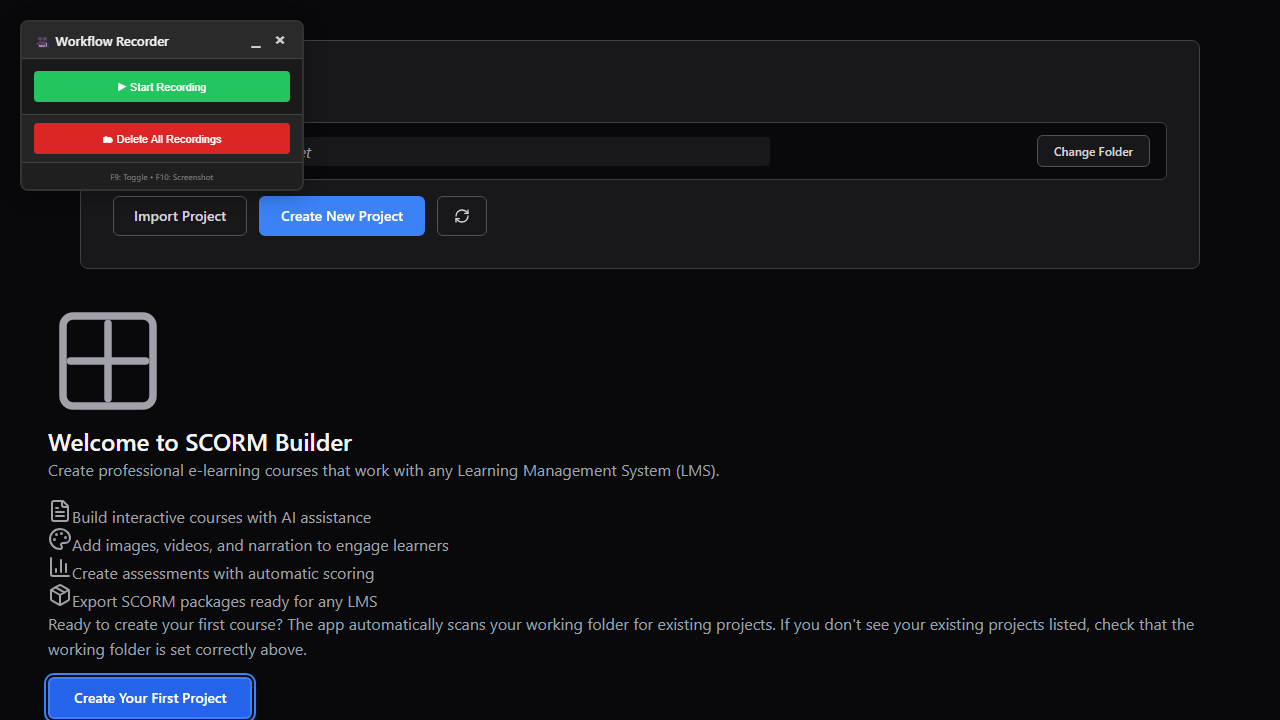 Workflow Recorder
▶ Start Recording
Delete All Recordings
F9: Toggle • F10: Screenshot
Change Folder
Import Project
Create New Project
Welcome to SCORM Builder
Create professional e-learning courses that work with any Learning Management System (LMS).
Build interactive courses with AI assistance
Add images, videos, and narration to engage learners
Create assessments with automatic scoring
Export SCORM packages ready for any LMS
Ready to create your first course? The app automatically scans your working folder for existing projects. If you don't see your existing projects listed, check that the
working folder is set correctly above.
Create Your First Project